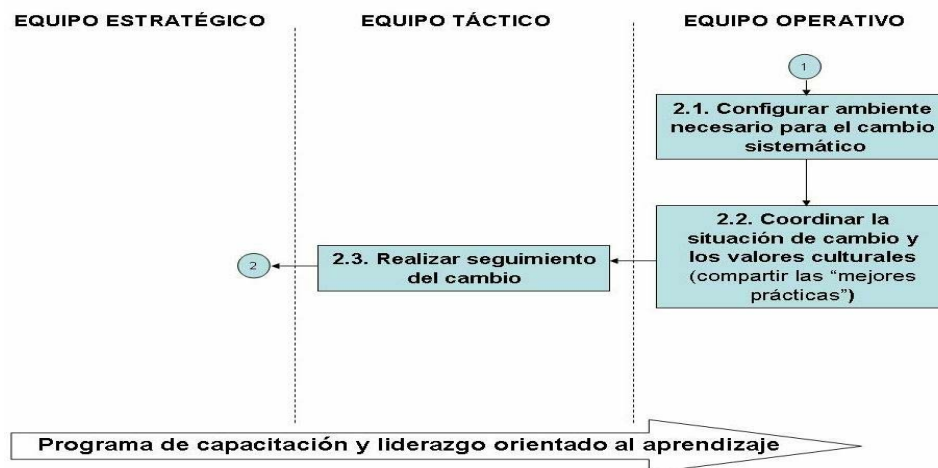 EQUIPO ESTRATÉGICO
EQUIPO TÁCTICO
EQUIPO OPERATIVO
1
2.1. Configurar ambiente
necesario para el cambio
sistemático
2.2. Coordinar la
situación de cambio y
los valores culturales
(compartir las “mejores
prácticas”)
2.3. Realizar seguimiento
del cambio
2
Programa de capacitación y liderazgo orientado al aprendizaje